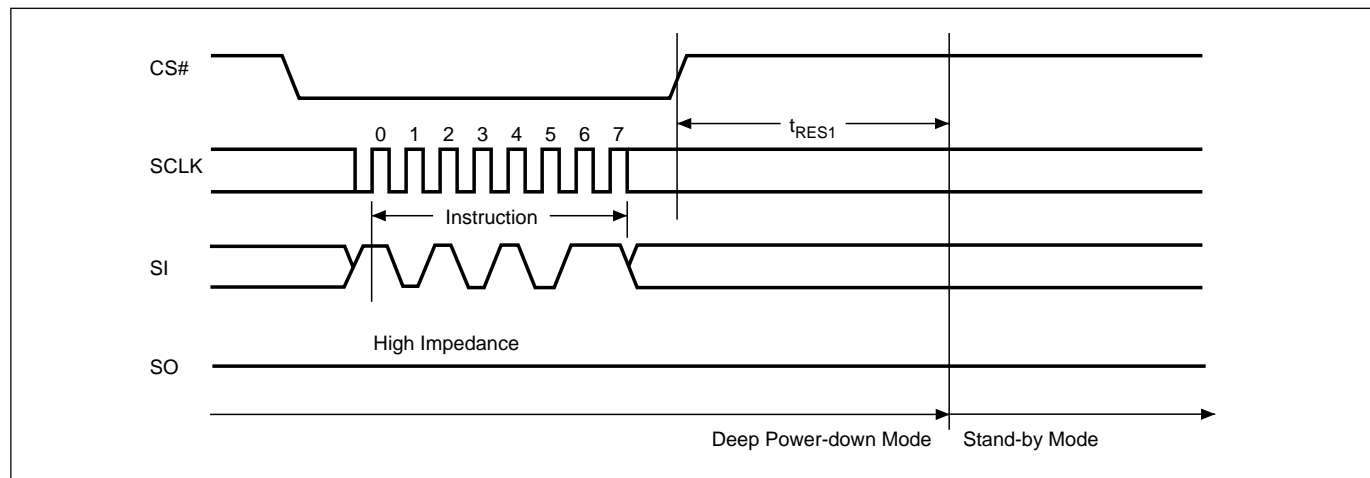 CS#
tRES1
0 1 2 3 4 5 6 7
SCLK
Instruction
SI
High Impedance
SO
Deep Power-down Mode Stand-by Mode